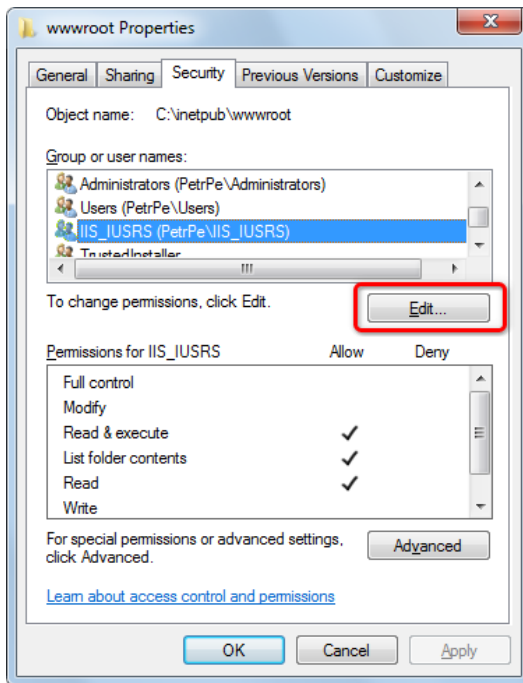 wwwroot Properties
General Sharing Security Previous Versions Customize
Object name: C:\inetpub\wwwroot
Group or user names:
Administrators (PetrPe\Administrators)
Users (PetrPe\Users)
IIS_IUSRS (PetrPe\IIS_IUSRS)
TrustedInstaller
To change permissions, click Edit.
Edit...
Permissions for IIS_IUSRS Allow Deny
Full control
Modify
Read & execute
List folder contents
Read
Write
For special permissions or advanced settings,
click Advanced.
Advanced
Learn about access control and permissions
OK Cancel Apply